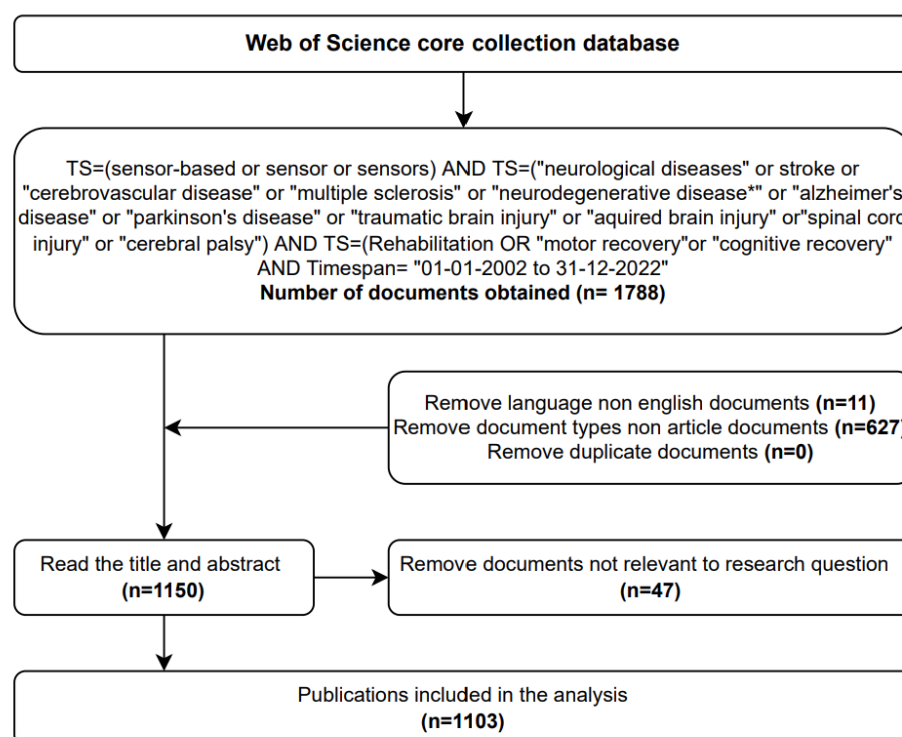 Web of Science core collection database
TS=(sensor-based or sensor or sensors) AND TS=("neurological diseases" or stroke or
"cerebrovascular disease" or "multiple sclerosis" or "neurodegenerative disease*" or "alzheimer's
disease" or "parkinson's disease" or "traumatic brain injury" or "aquired brain injury" or"spinal cord
injury" or "cerebral palsy") AND TS=(Rehabilitation OR "motor recovery"or "cognitive recovery"
AND Timespan= "01-01-2002 to 31-12-2022"
Number of documents obtained (n= 1788)
Remove language non english documents (n=11)
Remove document types non article documents (n=627)
Remove duplicate documents (n=0)
Read the title and abstract
(n=1150)
Remove documents not relevant to research question
(n=47)
Publications included in the analysis
(n=1103)